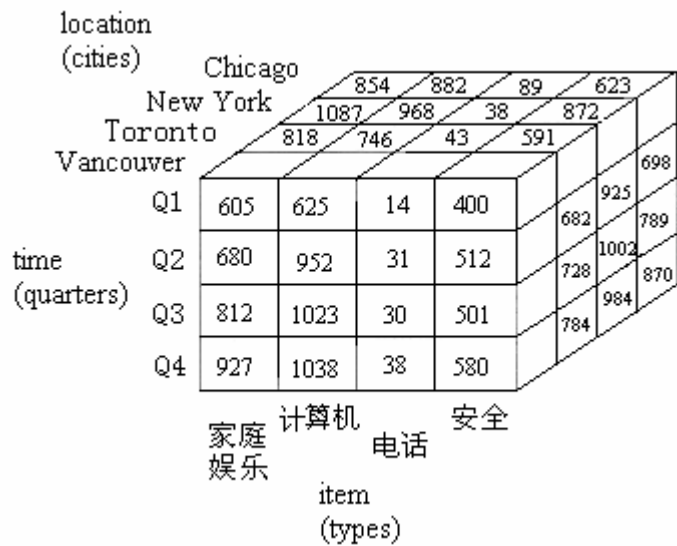 location
(cities)
Chicago
854 882 89 623
New York
1087 968 38 872
Toronto
818 746 43 591
Vancouver
698
925
789
682
1002
870
728
984
784
Q1 605 625 14 400
time
(quarters)
Q2 680 952 31 512
Q3 812 1023 30 501
Q4 927 1038 38 580
家庭
娱乐
计算机
电话
安全
item
(types)